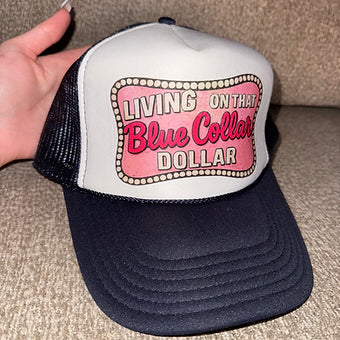 LIVING ON THAT
Blue Collar
DOLLAR